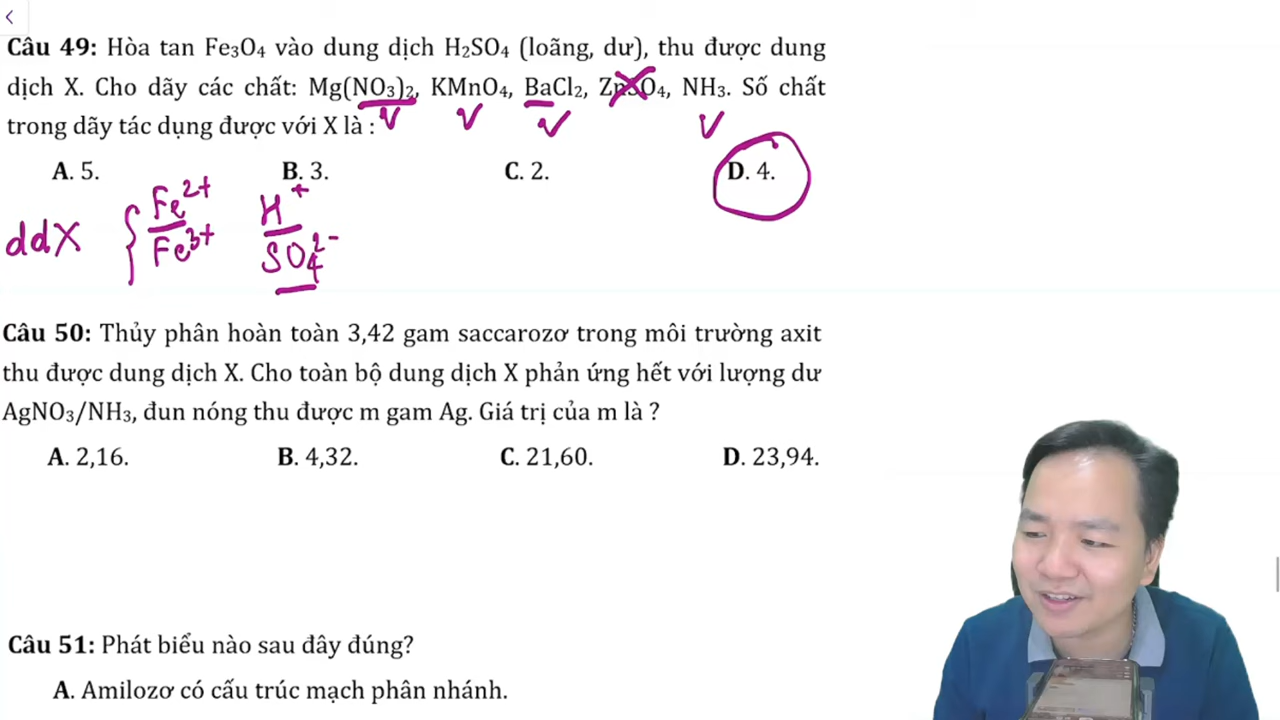 Câu 49: Hòa tan Fe₃O₄ vào dung dịch H₂SO₄ (loãng, dư), thu được dung
dịch X. Cho dãy các chất: Mg(NO₃)₂, KMnO₄, BaCl₂, ZnSO₄, NH₃. Số chất
trong dãy tác dụng được với X là :
A. 5. B. 3. C. 2. D. 4.
ddX { Fe²⁺ H⁺
Fe³⁺ SO₄²⁻
Câu 50: Thủy phân hoàn toàn 3,42 gam saccarozơ trong môi trường axit
thu được dung dịch X. Cho toàn bộ dung dịch X phản ứng hết với lượng dư
AgNO₃/NH₃, đun nóng thu được m gam Ag. Giá trị của m là ?
A. 2,16. B. 4,32. C. 21,60. D. 23,94.
Câu 51: Phát biểu nào sau đây đúng?
A. Amilozơ có cấu trúc mạch phân nhánh.